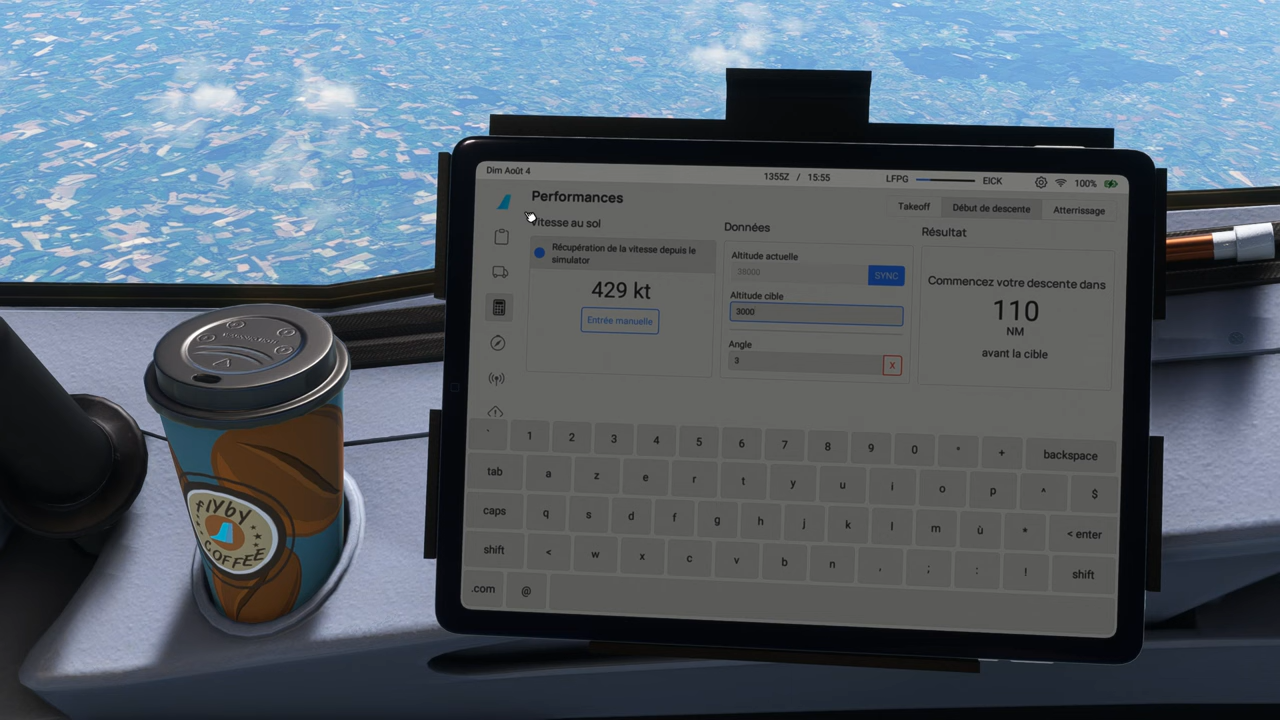 Dim Août 4
1355Z / 15:55
LFPG
EICK
100%
Performances
Takeoff
Début de descente
Atterrissage
Vitesse au sol
Récupération de la vitesse depuis le
simulator
429 kt
Entrée manuelle
Données
Altitude actuelle
38000
SYNC
Altitude cible
3000
Angle
3
X
Résultat
Commencez votre descente dans
110
NM
avant la cible
` 1 2 3 4 5 6 7 8 9 0 ° + backspace
tab a z e r t y u i o p ^ $
caps q s d f g h j k l m ù * < enter
shift < w x c v b n , ; : ! shift
.com @
flyby
COFFEE